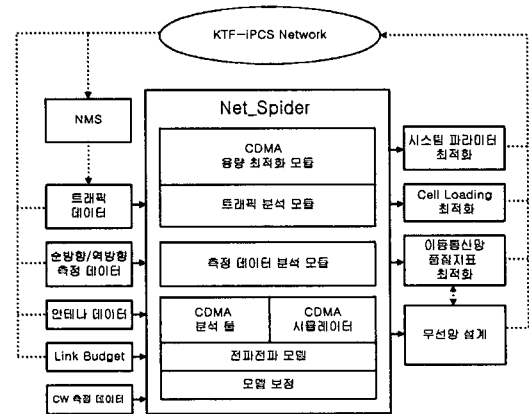 KTF-iPCS Network
NMS
트래픽
데이터
순방향/역방향
측정 데이터
안테나 데이터
Link Budget
CW 측정 데이터
Net_Spider
CDMA
용량 최적화 모듈
트래픽 분석 모듈
측정 데이터 분석 모듈
CDMA
분석 툴
CDMA
시뮬레이터
전파전파 모델
모델 보정
시스템 파라미터
최적화
Cell Loading
최적화
이동통신망
품질지표
최적화
무선망 설계